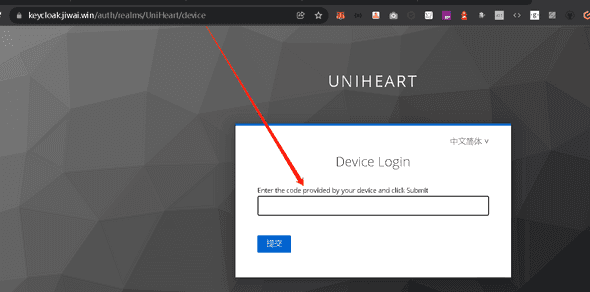 keycloak.jiwai.win/auth/realms/UniHeart/device
UNIHEART
中文简体
Device Login
Enter the code provided by your device and click Submit
提交